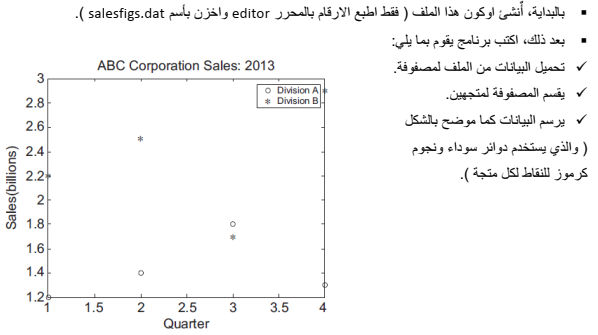 ▪ بالبداية، أُنشئ اوكون هذا الملف ( فقط اطبع الارقام بالمحرر editor واخزن بأسم salesfigs.dat ).
▪ بعد ذلك، اكتب برنامج يقوم بما يلي:
✓ تحميل البيانات من الملف لمصفوفة.
✓ يقسم المصفوفة لمتجهين.
✓ يرسم البيانات كما موضح بالشكل
( والذي يستخدم دوائر سوداء ونجوم
كرموز للنقاط لكل متجة ).
ABC Corporation Sales: 2013
Division A
Division B
Sales(billions)
3
2.8
2.6
2.4
2.2
2
1.8
1.6
1.4
1.2
1 1.5 2 2.5 3 3.5 4
Quarter